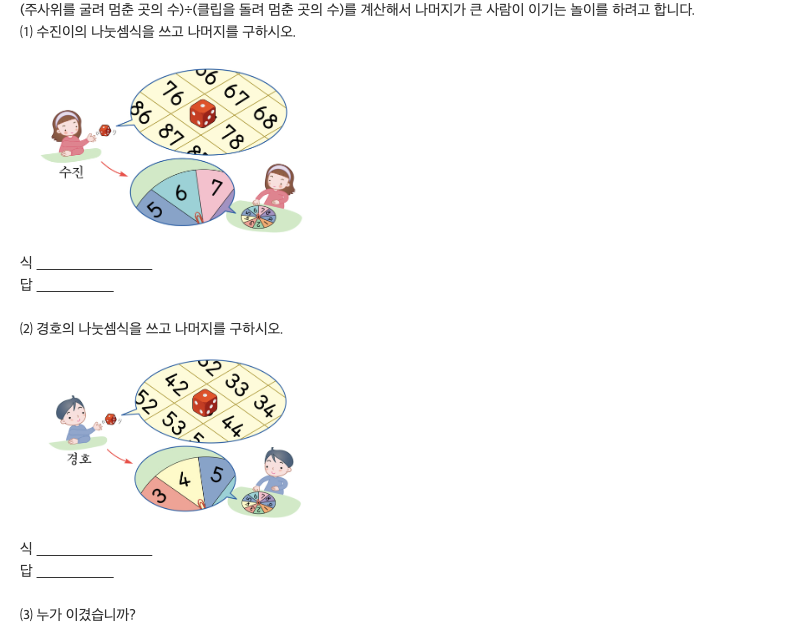 (주사위를 굴려 멈춘 곳의 수)÷(클립을 돌려 멈춘 곳의 수)를 계산해서 나머지가 큰 사람이 이기는 놀이를 하려고 합니다.
(1) 수진이의 나눗셈식을 쓰고 나머지를 구하시오.
66
76 67 68
86
87 78
수진
5 6 7
식
답
(2) 경호의 나눗셈식을 쓰고 나머지를 구하시오.
32
42 33 34
52
53 44
경호
3 4 5
식
답
(3) 누가 이겼습니까?